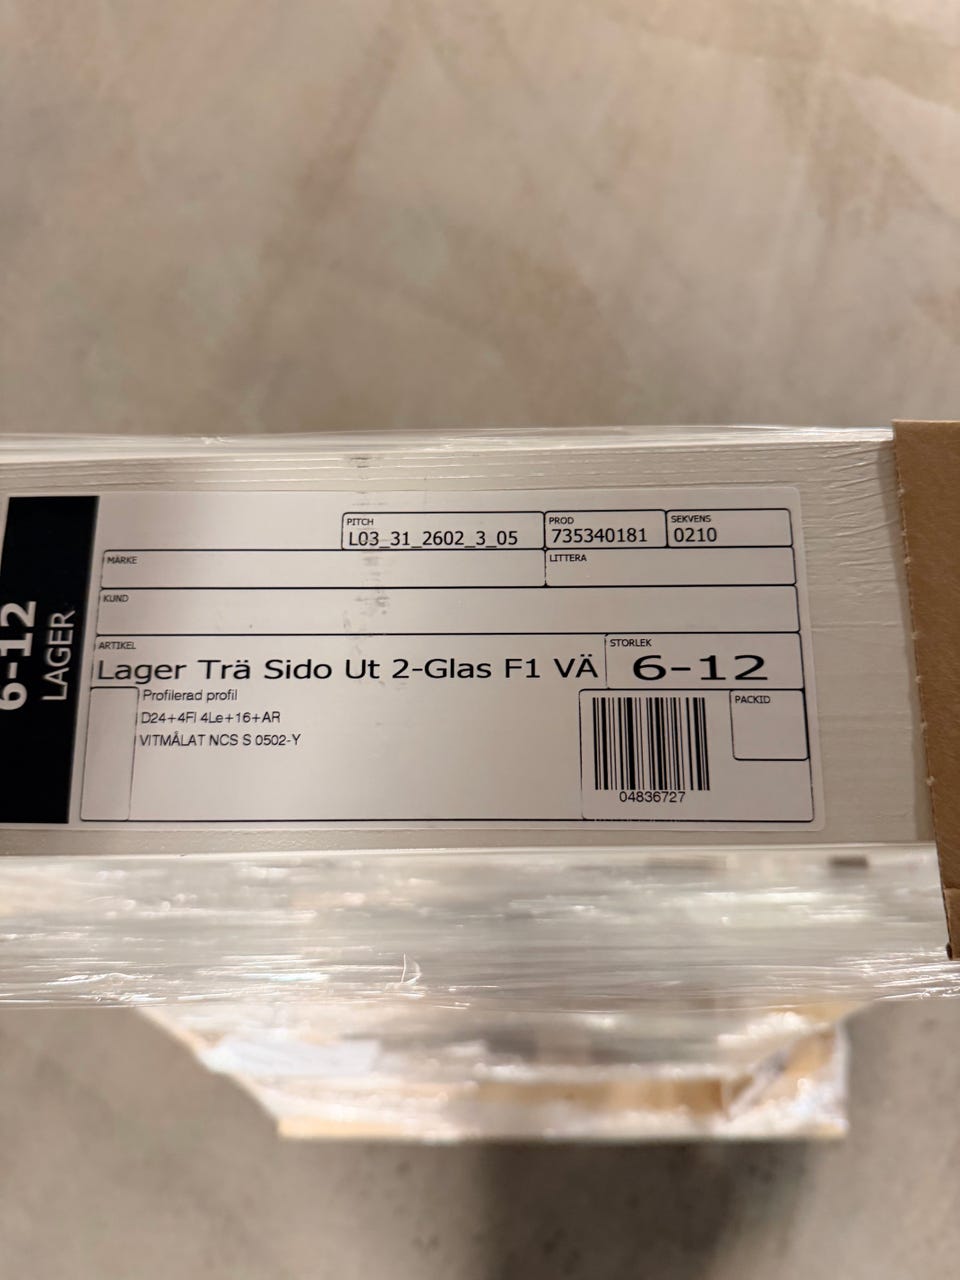 6-12
LAGER
PITCH
L03_31_2602_3_05
PROD
735340181
SEKVENS
0210
MÄRKE
LITTERA
KUND
ARTIKEL
Lager Trä Sido Ut 2-Glas F1 VÄ
STORLEK
6-12
Profilerad profil
D24+4Fl 4Le+16+AR
VITMÅLAT NCS S 0502-Y
PACKID
04836727